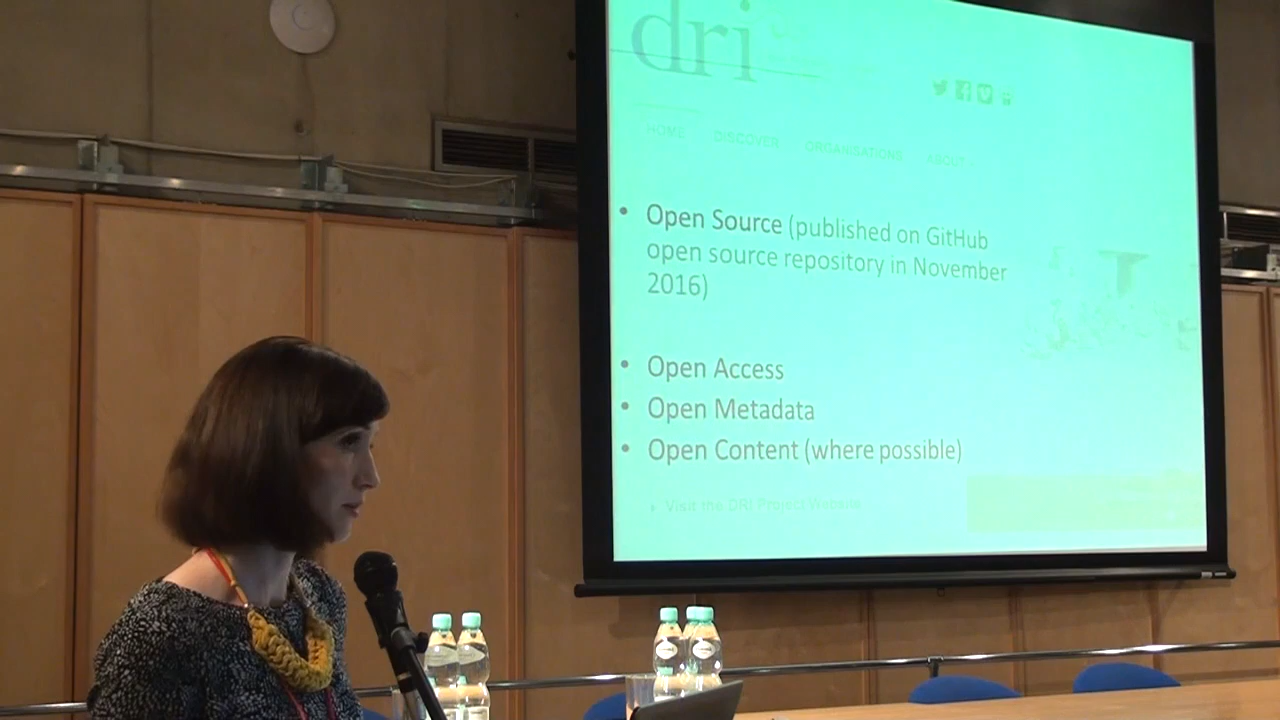 dri
HOME DISCOVER ORGANISATIONS ABOUT
• Open Source (published on GitHub
open source repository in November
2016)
• Open Access
• Open Metadata
• Open Content (where possible)
Visit the DRI Project Website